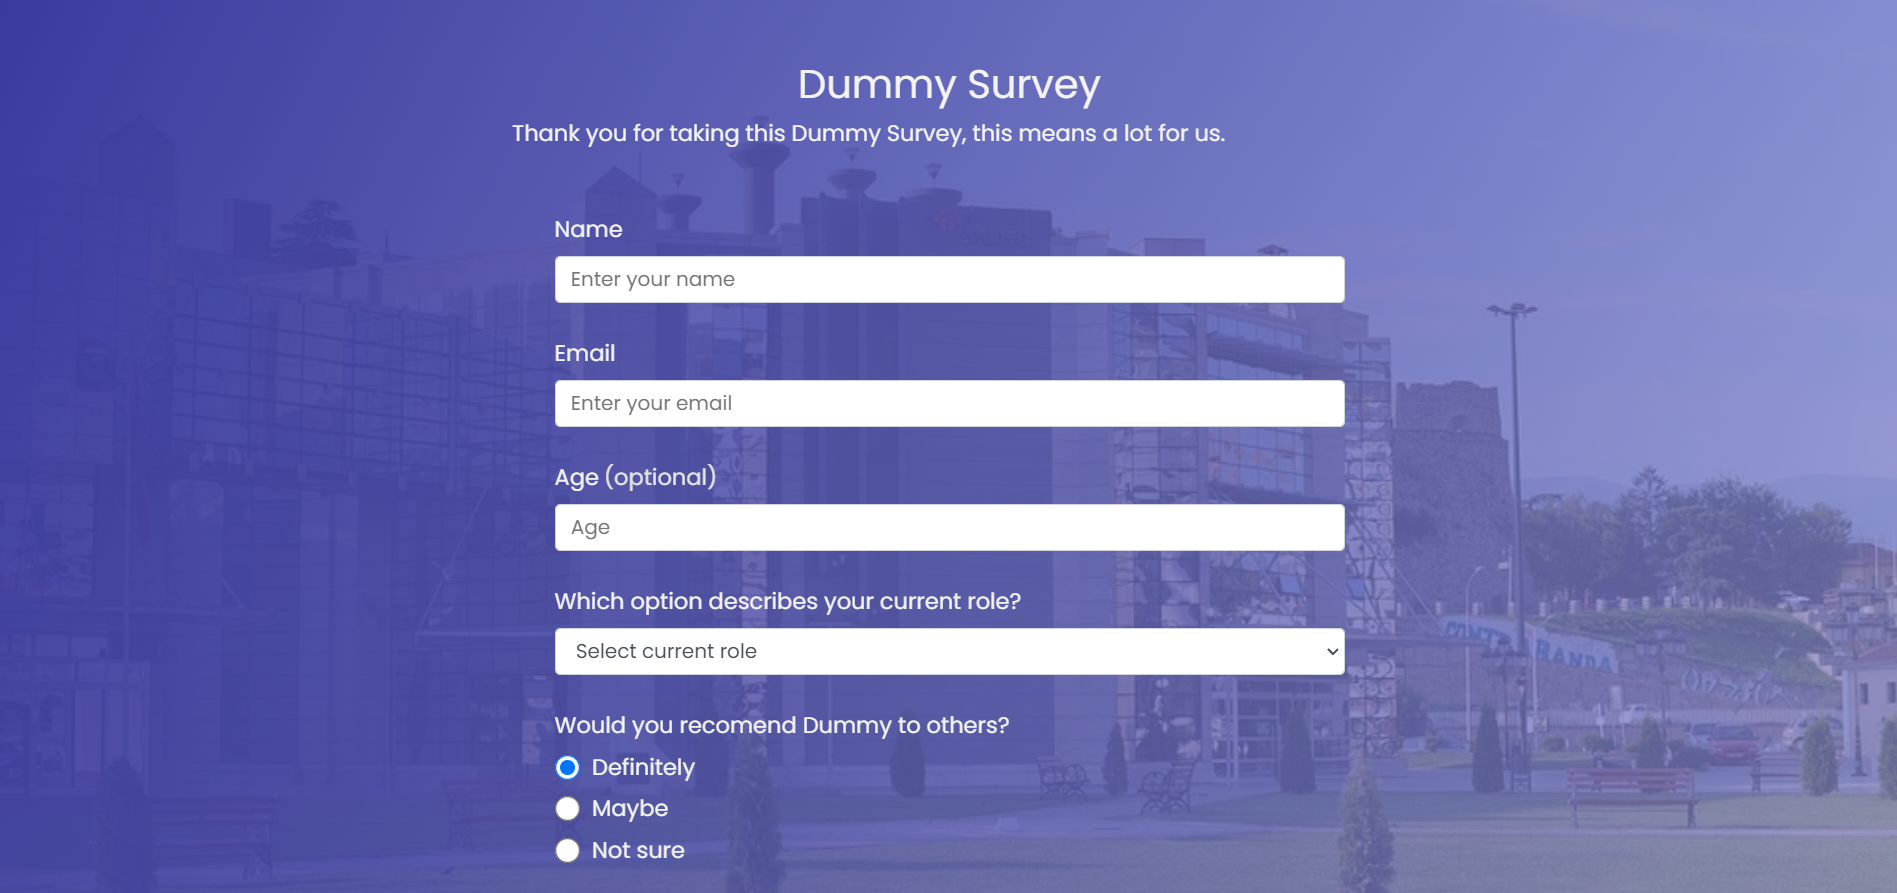 Dummy Survey
Thank you for taking this Dummy Survey, this means a lot for us.
Name
Enter your name
Email
Enter your email
Age (optional)
Age
Which option describes your current role?
Select current role
Would you recomend Dummy to others?
Definitely
Maybe
Not sure